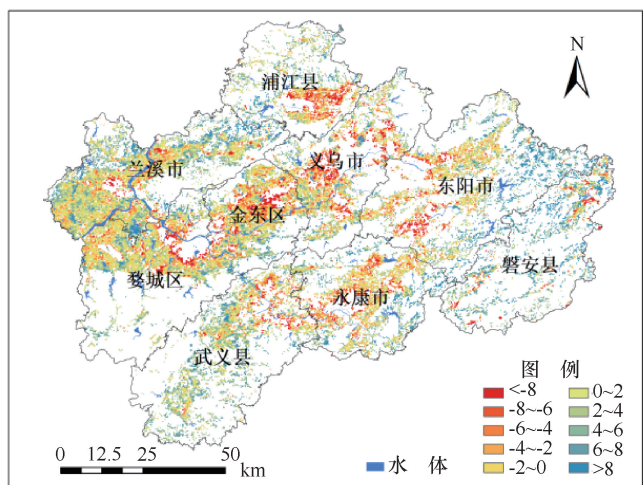 N
浦江县
兰溪市
义乌市
东阳市
金东区
磐安县
婺城区
永康市
武义县
图 例
<-8 0~2
-8~-6 2~4
-6~-4 4~6
-4~-2 6~8
-2~0 >8
0 12.5 25 50
km
水 体